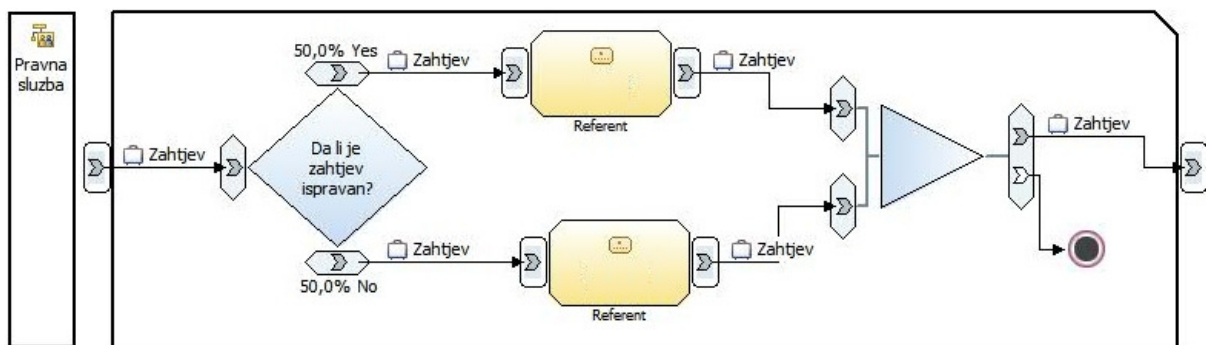 Pravna
sluzba
Zahtjev
Da li je
zahtjev
ispravan?
50,0% Yes
Zahtjev
Referent
Zahtjev
50,0% No
Zahtjev
Referent
Zahtjev
Zahtjev